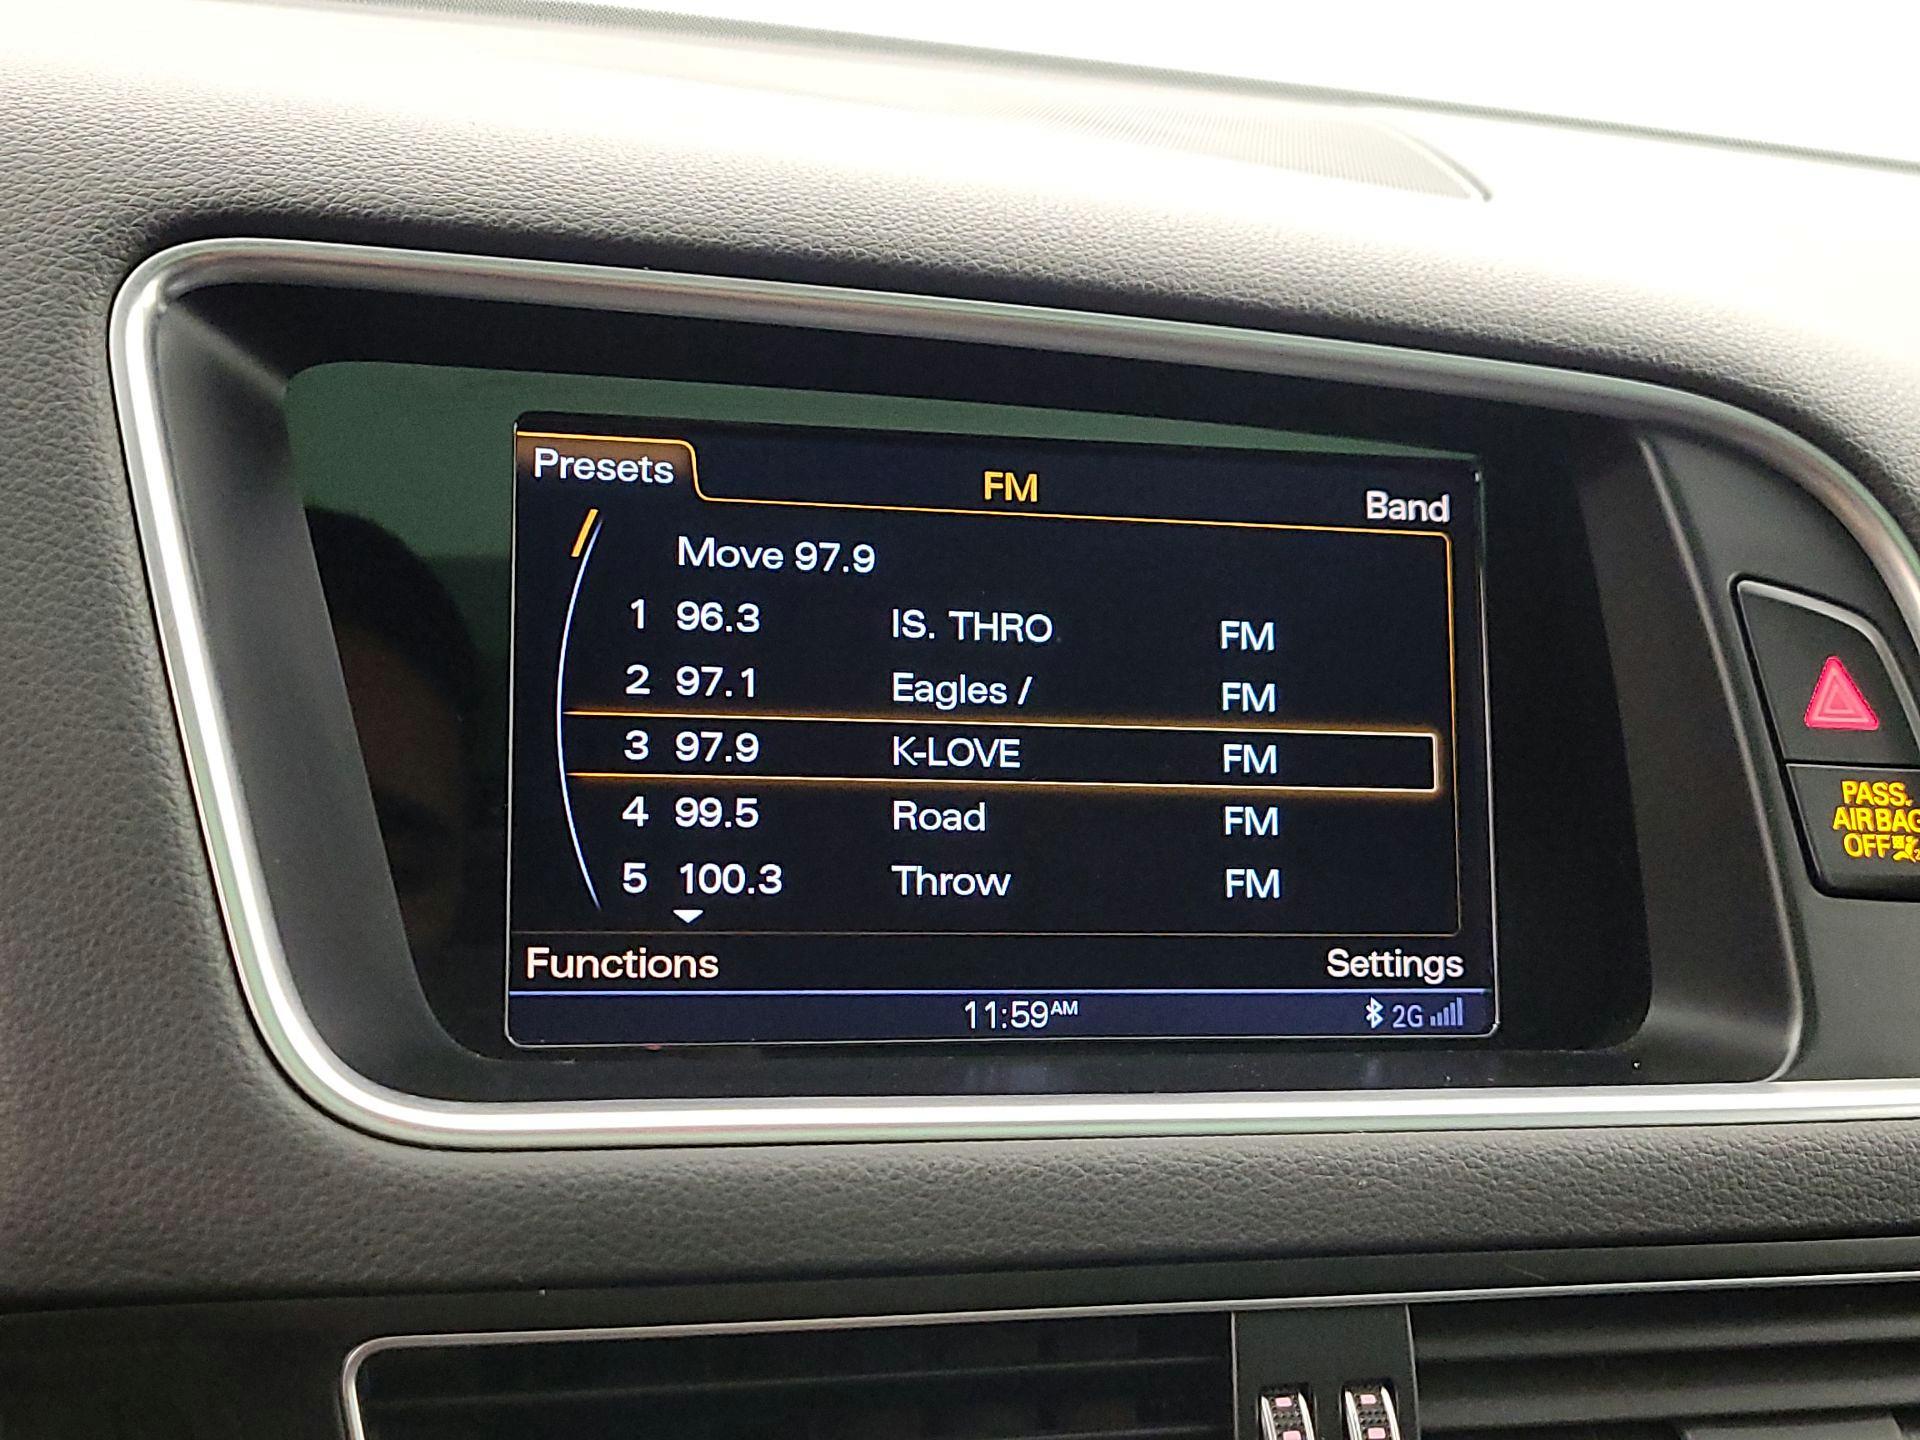 Presets FM Band
Move 97.9
1 96.3 IS. THRO FM
2 97.1 Eagles / FM
3 97.9 K-LOVE FM
4 99.5 Road FM
5 100.3 Throw FM
Functions Settings
11:59AM 2G
PASS.
AIR BAG
OFF